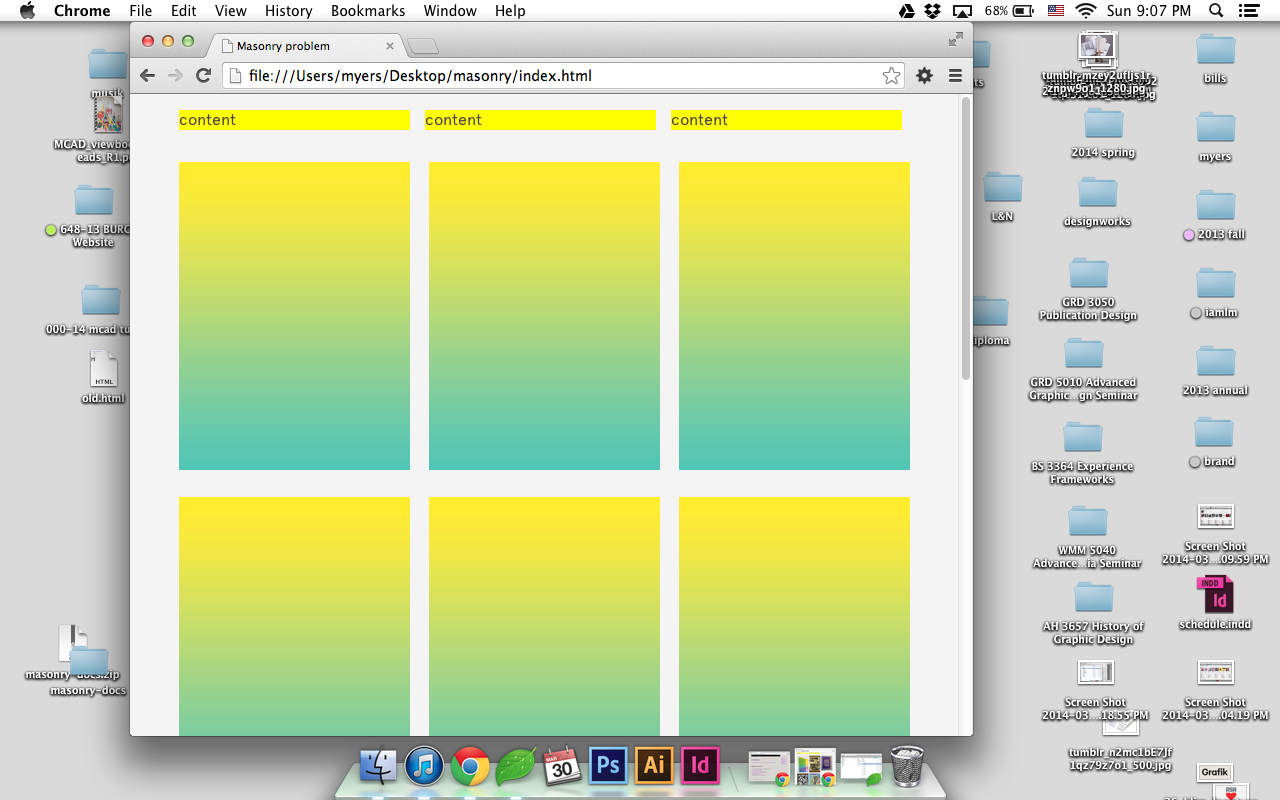 Chrome File Edit View History Bookmarks Window Help 68% Sun 9:07 PM
Masonry problem
file:///Users/myers/Desktop/masonry/index.html
content content content
musik
MCAD_viewbo
eads_R1.p
648-13 BURC
Website
000-14 mcad tu
HTML
old.html
masonry-docs.zip
masonry-docs
ts
L&N
iploma
tumblr_mzey2ufIjs1r
znpw9o1_1280.jpg
2014 spring
designworks
GRD 3050
Publication Design
GRD 5010 Advanced
Graphic...gn Seminar
BS 3364 Experience
Frameworks
WMM 5040
Advance...ia Seminar
AH 3657 History of
Graphic Design
Screen Shot
2014-03....18.55 PM
tumblr_n2mc1bE7Jf
1qz79z7o1_500.jpg
bills
myers
2013 fall
iamlm
2013 annual
brand
Screen Shot
2014-03....09.59 PM
INDD
Id
schedule.indd
Screen Shot
2014-03....04.19 PM
Grafik
MAR
30
Ps
Ai
Id